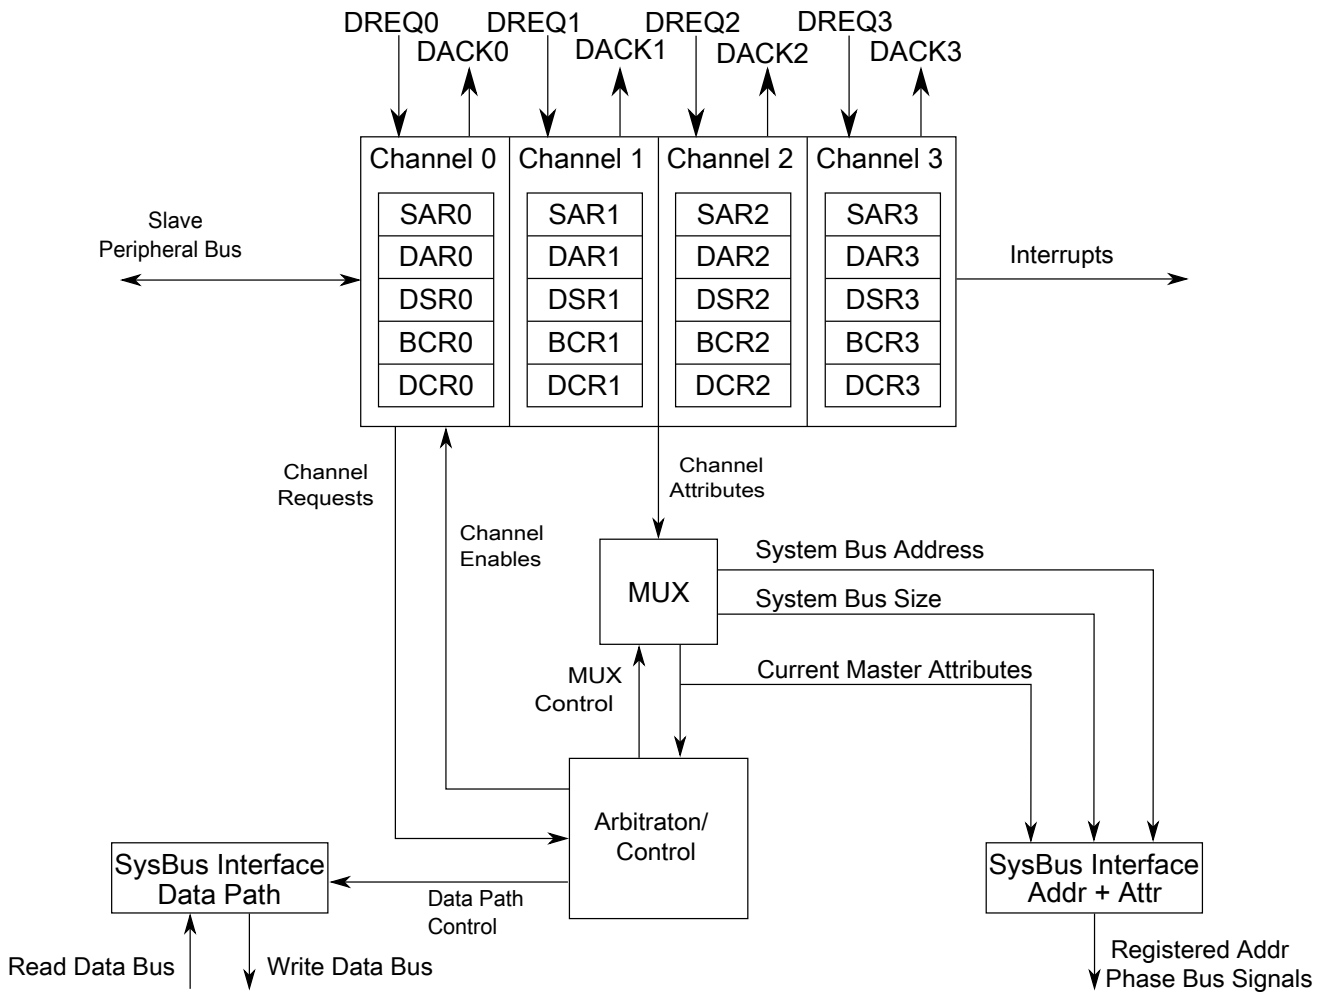 DREQ0 DREQ1 DREQ2 DREQ3
DACK0 DACK1 DACK2 DACK3
Channel 0 Channel 1 Channel 2 Channel 3
SAR0 SAR1 SAR2 SAR3
DAR0 DAR1 DAR2 DAR3
DSR0 DSR1 DSR2 DSR3
BCR0 BCR1 BCR2 BCR3
DCR0 DCR1 DCR2 DCR3
Slave
Peripheral Bus
Interrupts
Channel
Requests
Channel
Enables
Channel
Attributes
MUX
System Bus Address
System Bus Size
Current Master Attributes
MUX
Control
Arbitraton/
Control
SysBus Interface
Data Path
Data Path
Control
Read Data Bus
Write Data Bus
SysBus Interface
Addr + Attr
Registered Addr
Phase Bus Signals